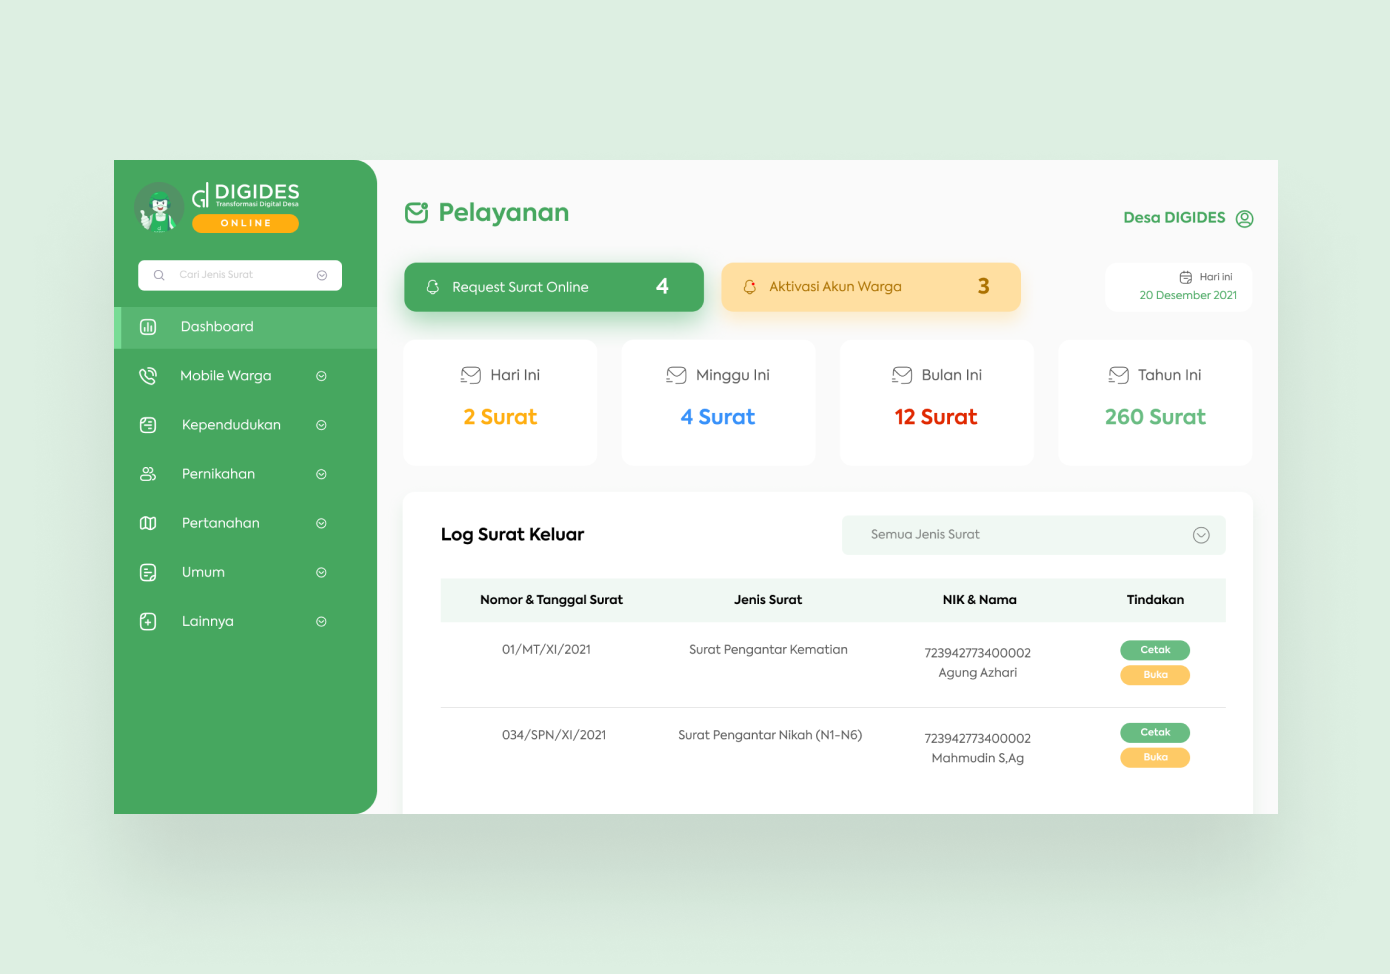 DIGIDES
Transformasi Digital Desa
ONLINE
Cari Jenis Surat
Dashboard
Mobile Warga
Kependudukan
Pernikahan
Pertanahan
Umum
Lainnya
Pelayanan
Desa DIGIDES
Request Surat Online 4
Aktivasi Akun Warga 3
Hari ini
20 Desember 2021
Hari Ini
2 Surat
Minggu Ini
4 Surat
Bulan Ini
12 Surat
Tahun Ini
260 Surat
Log Surat Keluar
Semua Jenis Surat
Nomor & Tanggal Surat Jenis Surat NIK & Nama Tindakan
01/MT/XI/2021 Surat Pengantar Kematian 723942773400002 Cetak
Agung Azhari Buka
034/SPN/XI/2021 Surat Pengantar Nikah (N1-N6) 723942773400002 Cetak
Mahmudin S,Ag Buka